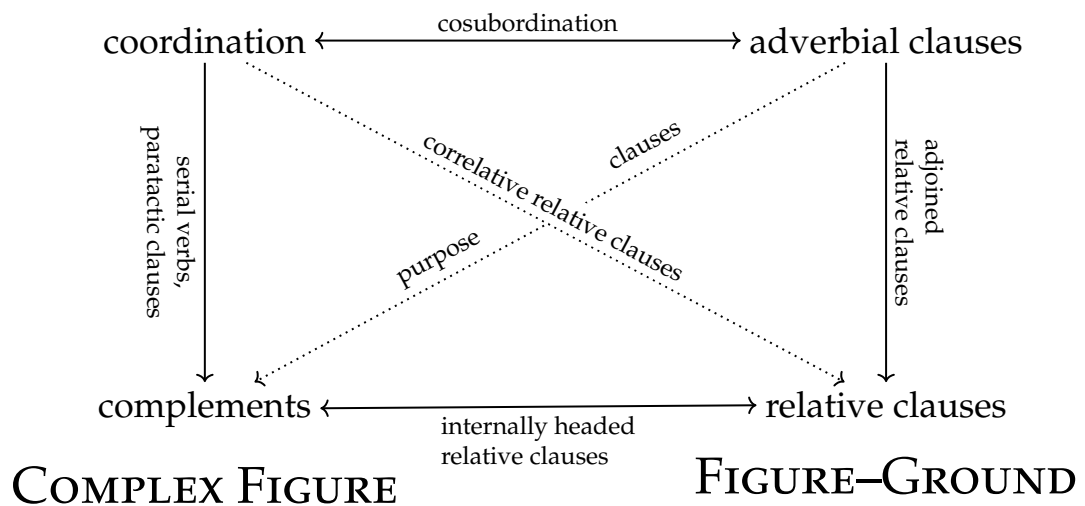 cosubordination
coordination
adverbial clauses
serial verbs,
paratactic clauses
correlative relative clauses
purpose
clauses
adjoined
relative clauses
complements
relative clauses
internally headed
relative clauses
COMPLEX FIGURE
FIGURE–GROUND